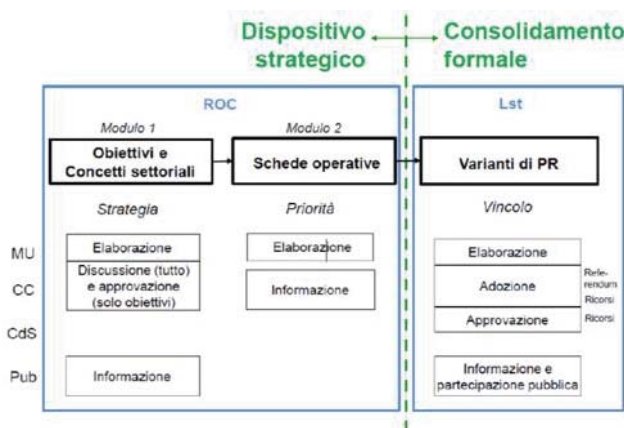 Dispositivo strategico
Consolidamento formale
ROC
Lst
Modulo 1
Modulo 2
Obiettivi e
Concetti settoriali
Schede operative
Varianti di PR
Strategia
Priorità
Vincolo
MU
Elaborazione
Elaborazione
Elaborazione
CC
Discussione (tutto)
e approvazione
(solo obiettivi)
Informazione
Adozione
Refe-
rendum
Ricorsi
CdS
Approvazione
Ricorsi
Pub
Informazione
Informazione e
partecipazione pubblica